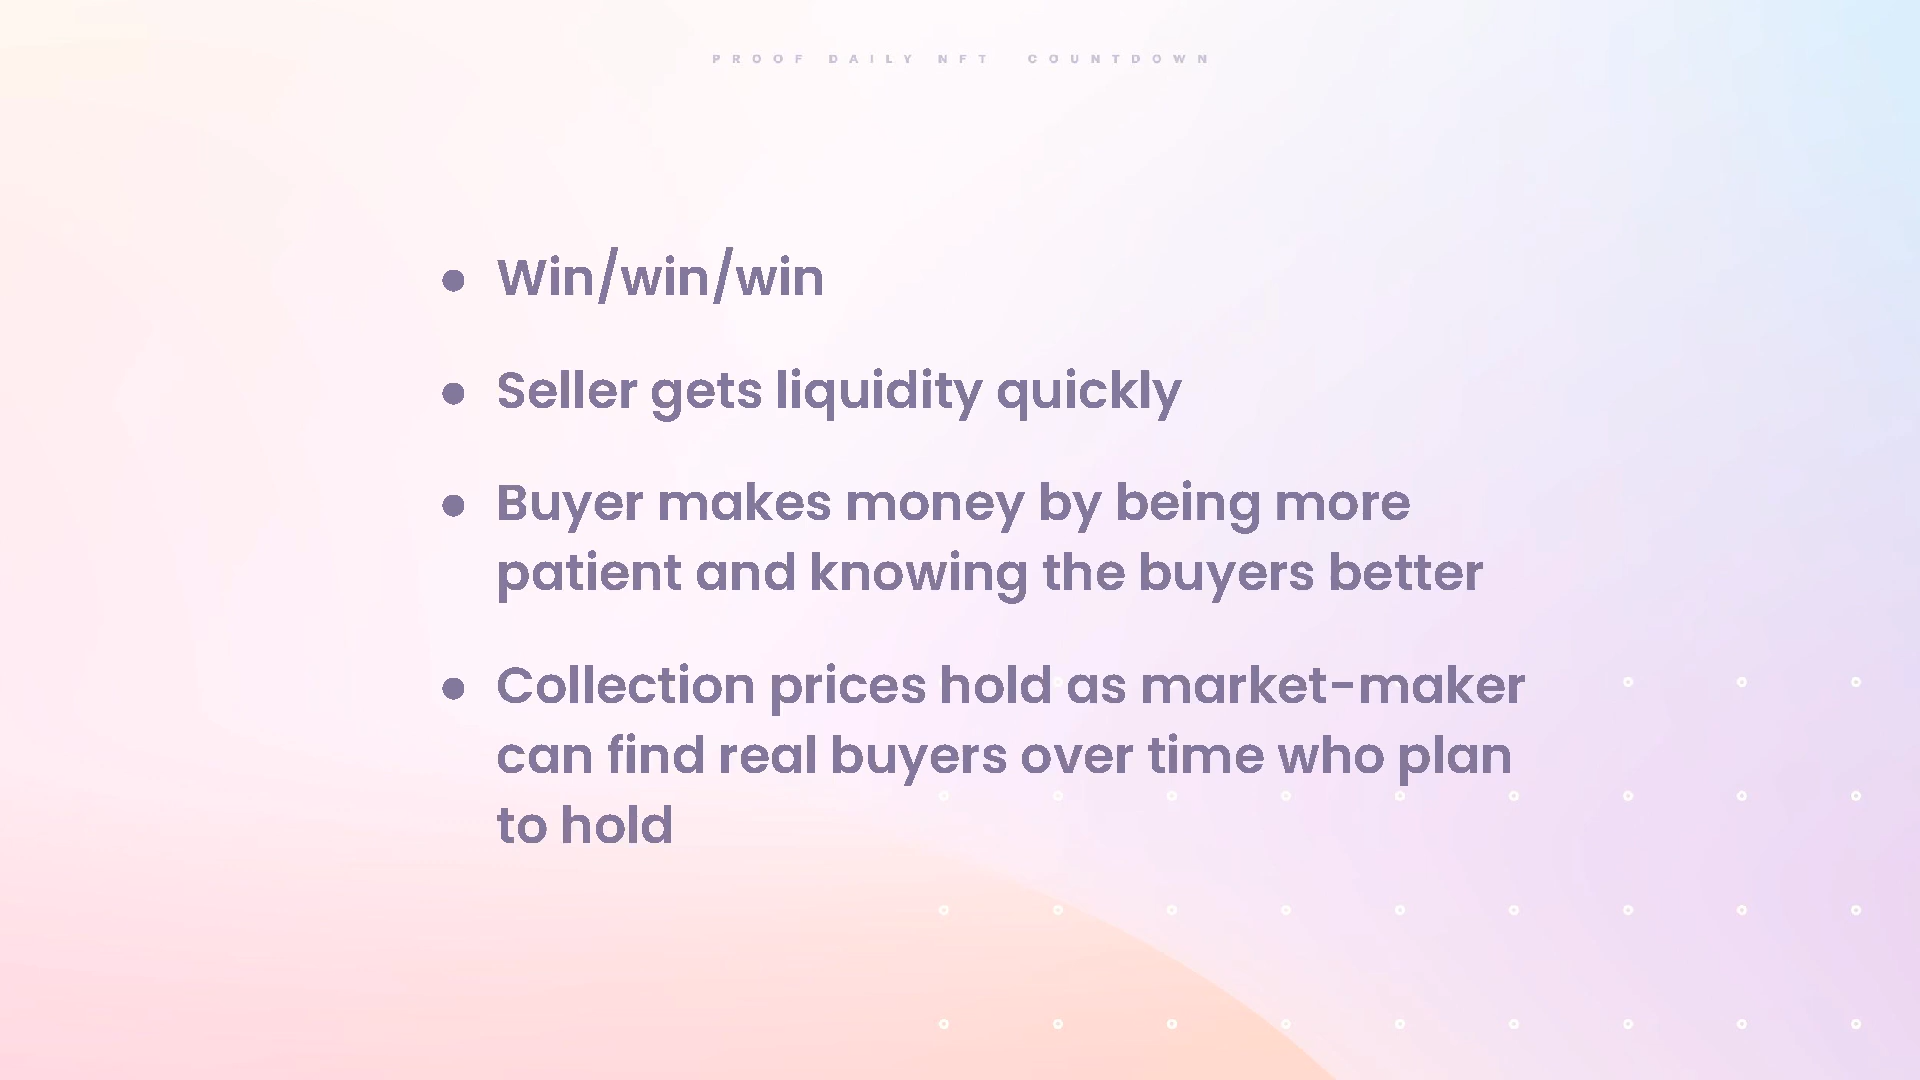 PROOF DAILY NFT COUNTDOWN
● Win/win/win
● Seller gets liquidity quickly
● Buyer makes money by being more
patient and knowing the buyers better
● Collection prices hold as market-maker
can find real buyers over time who plan
to hold